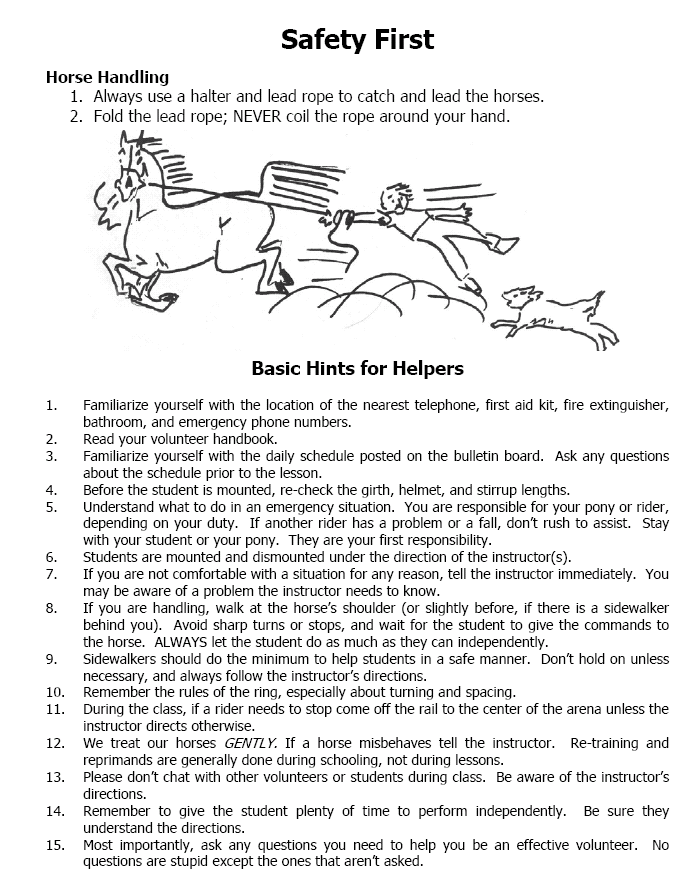 Safety First
Horse Handling
1. Always use a halter and lead rope to catch and lead the horses.
2. Fold the lead rope; NEVER coil the rope around your hand.
Basic Hints for Helpers
1. Familiarize yourself with the location of the nearest telephone, first aid kit, fire extinguisher,
bathroom, and emergency phone numbers.
2. Read your volunteer handbook.
3. Familiarize yourself with the daily schedule posted on the bulletin board. Ask any questions
about the schedule prior to the lesson.
4. Before the student is mounted, re-check the girth, helmet, and stirrup lengths.
5. Understand what to do in an emergency situation. You are responsible for your pony or rider,
depending on your duty. If another rider has a problem or a fall, don't rush to assist. Stay
with your student or your pony. They are your first responsibility.
6. Students are mounted and dismounted under the direction of the instructor(s).
7. If you are not comfortable with a situation for any reason, tell the instructor immediately. You
may be aware of a problem the instructor needs to know.
8. If you are handling, walk at the horse's shoulder (or slightly before, if there is a sidewalker
behind you). Avoid sharp turns or stops, and wait for the student to give the commands to
the horse. ALWAYS let the student do as much as they can independently.
9. Sidewalkers should do the minimum to help students in a safe manner. Don't hold on unless
necessary, and always follow the instructor's directions.
10. Remember the rules of the ring, especially about turning and spacing.
11. During the class, if a rider needs to stop come off the rail to the center of the arena unless the
instructor directs otherwise.
12. We treat our horses GENTLY. If a horse misbehaves tell the instructor. Re-training and
reprimands are generally done during schooling, not during lessons.
13. Please don't chat with other volunteers or students during class. Be aware of the instructor's
directions.
14. Remember to give the student plenty of time to perform independently. Be sure they
understand the directions.
15. Most importantly, ask any questions you need to help you be an effective volunteer. No
questions are stupid except the ones that aren't asked.